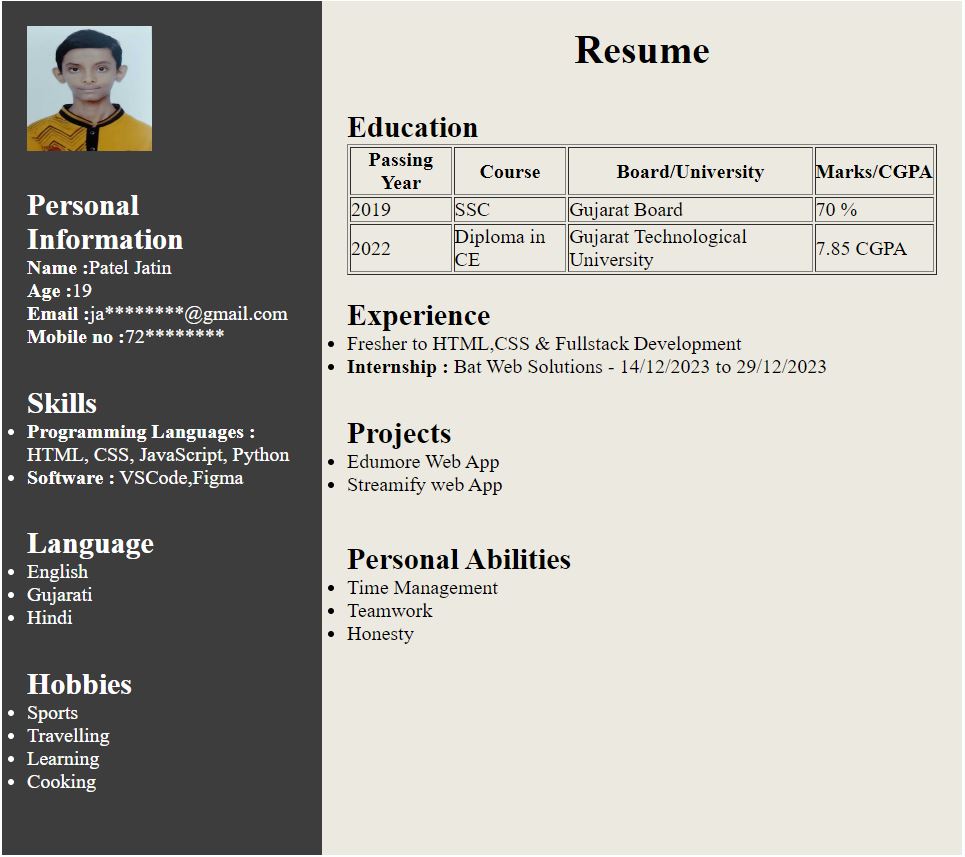 Personal
Information
Name :Patel Jatin
Age :19
Email :ja********@gmail.com
Mobile no :72********
Skills
Programming Languages :
HTML, CSS, JavaScript, Python
Software : VSCode,Figma
Language
English
Gujarati
Hindi
Hobbies
Sports
Travelling
Learning
Cooking
Resume
Education
Passing Year Course Board/University Marks/CGPA
2019 SSC Gujarat Board 70 %
2022 Diploma in CE Gujarat Technological University 7.85 CGPA
Experience
Fresher to HTML,CSS & Fullstack Development
Internship : Bat Web Solutions - 14/12/2023 to 29/12/2023
Projects
Edumore Web App
Streamify web App
Personal Abilities
Time Management
Teamwork
Honesty